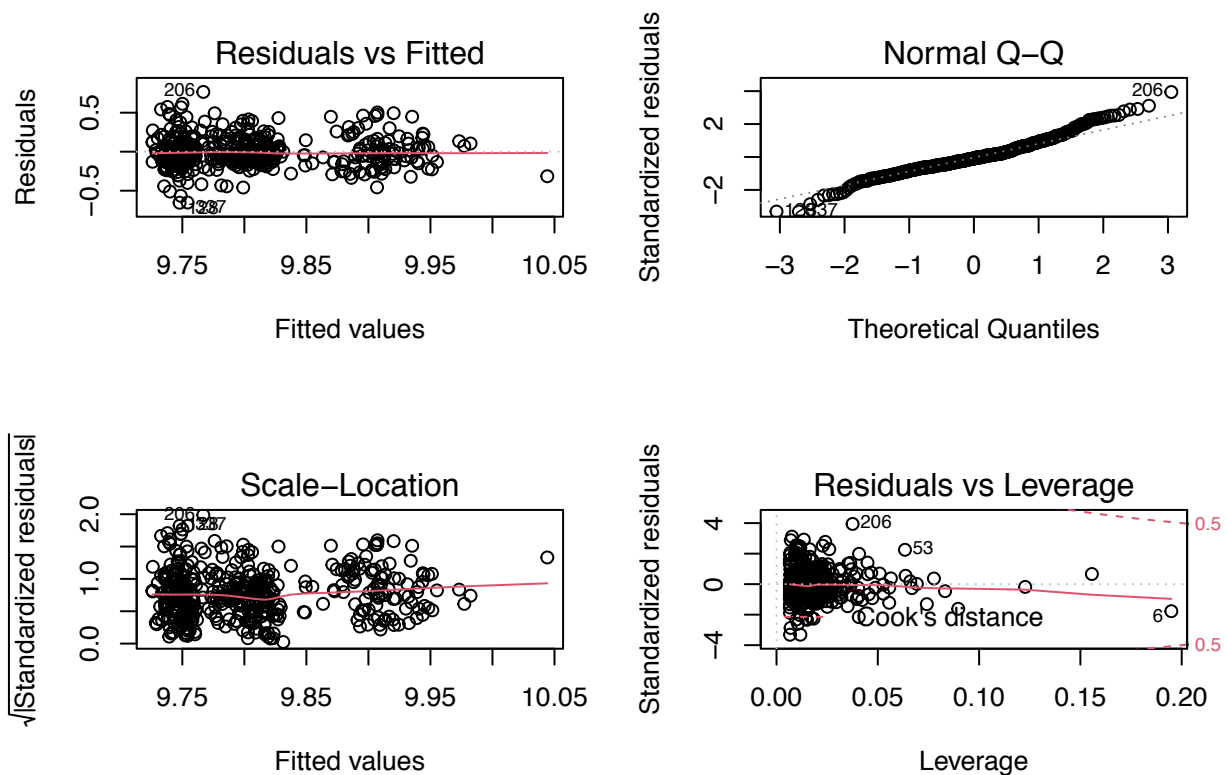 Residuals vs Fitted
Residuals
0.5
−0.5
206
9.75 9.85 9.95 10.05
Fitted values
Normal Q−Q
Standardized residuals
2
−2
206
−3 −2 −1 0 1 2 3
Theoretical Quantiles
Scale−Location
√|Standardized residuals|
2.0
1.0
0.0
206
9.75 9.85 9.95 10.05
Fitted values
Residuals vs Leverage
Standardized residuals
4
0
−4
206
53
6
0.5
0.5
Cook's distance
0.00 0.05 0.10 0.15 0.20
Leverage